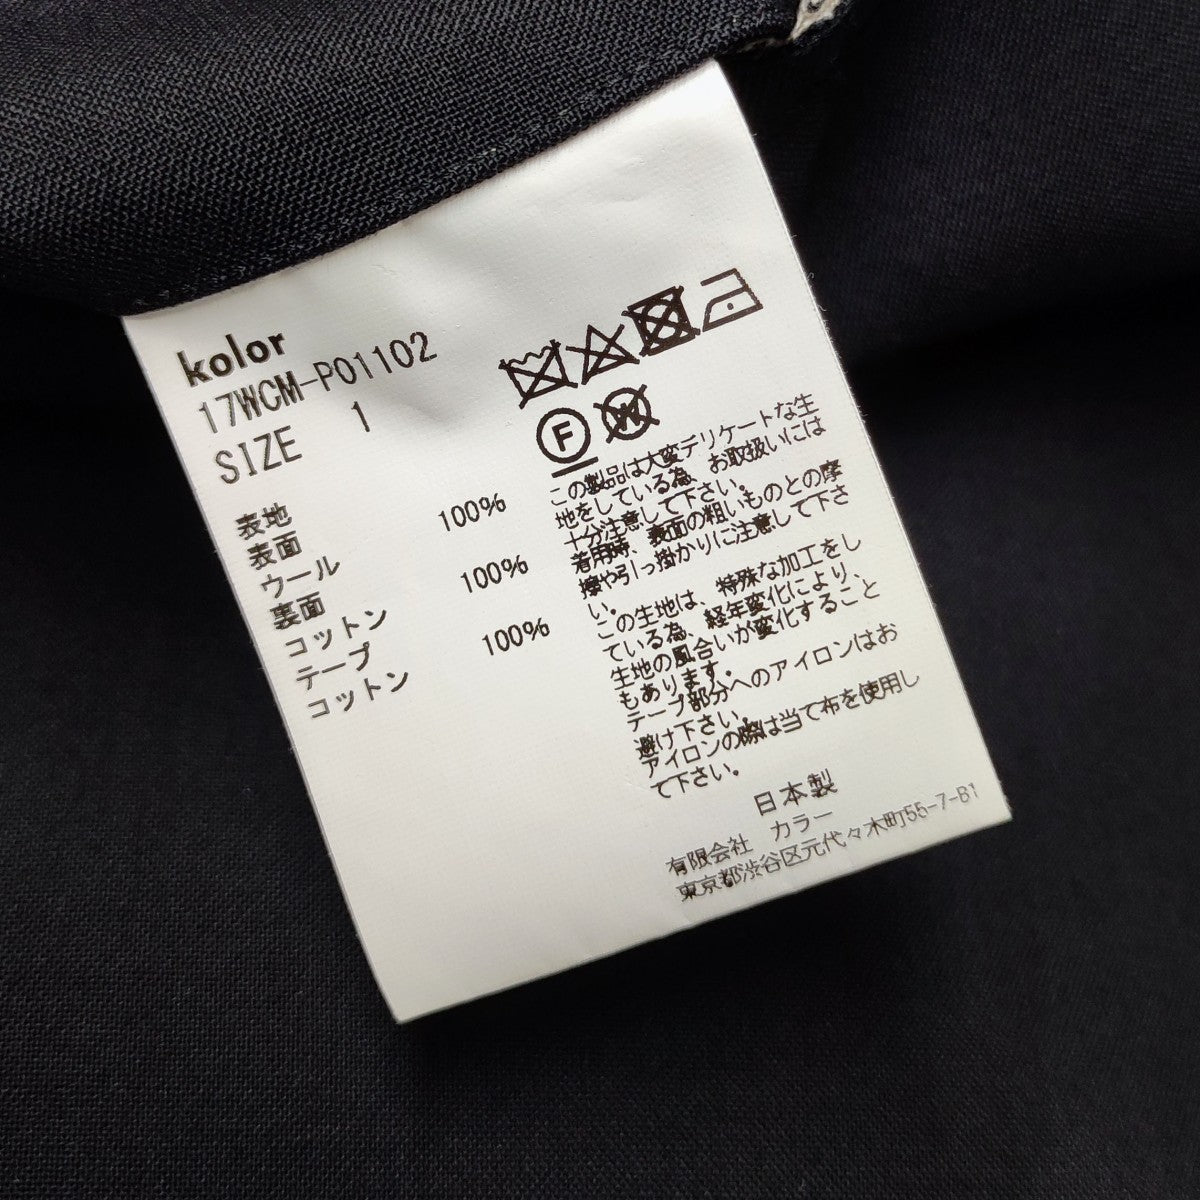 kolor
17WCM-P01102
SIZE 1
表地
表面
ウール 100%
裏面
コットン 100%
テープ
コットン 100%
F
W
この製品は大変デリケートな生
地をしている為、お取扱いには
十分注意して下さい。
着用時、表面の粗いものとの摩
擦や引っ掛かりに注意して下さ
い。
この生地は、特殊な加工をし
ている為、経年変化により、
生地の風合いが変化すること
もあります。
テープ部分へのアイロンはお
避け下さい。
アイロンの際は当て布を使用し
て下さい。
日本製
有限会社 カラー
東京都渋谷区元代々木町55-7-B1